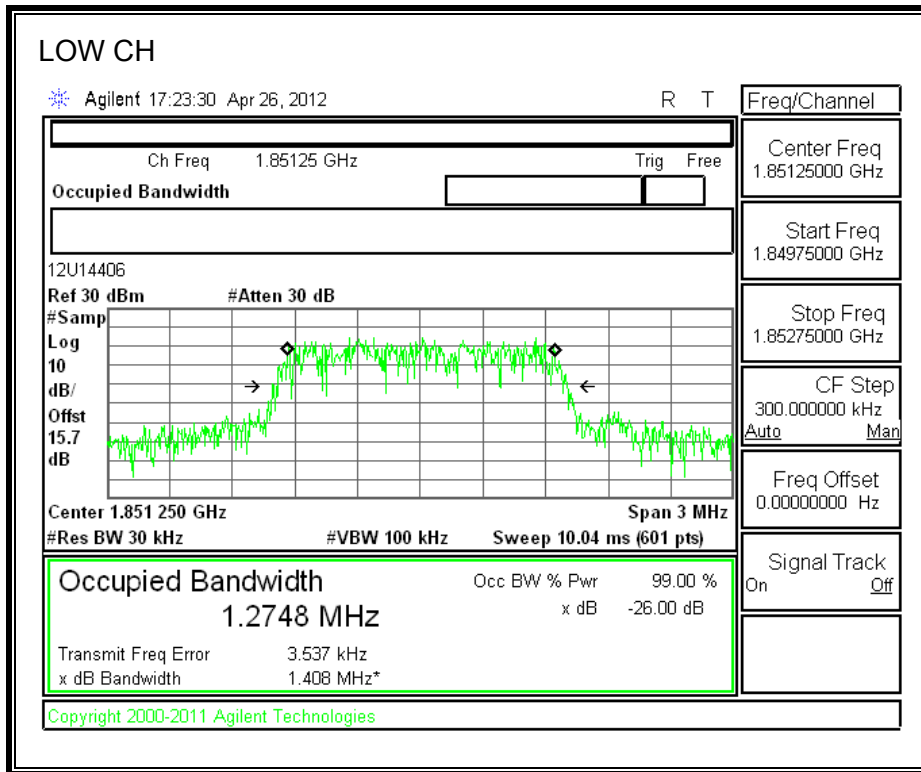 LOW CH
Agilent 17:23:30 Apr 26, 2012 R T
Ch Freq 1.85125 GHz Trig Free
Occupied Bandwidth
12U14406
Ref 30 dBm #Atten 30 dB
#Samp
Log
10
dB/
Offst
15.7
dB
Center 1.851 250 GHz Span 3 MHz
#Res BW 30 kHz #VBW 100 kHz Sweep 10.04 ms (601 pts)
Occupied Bandwidth
1.2748 MHz
Occ BW % Pwr 99.00 %
x dB -26.00 dB
Transmit Freq Error 3.537 kHz
x dB Bandwidth 1.408 MHz*
Copyright 2000-2011 Agilent Technologies
Freq/Channel
Center Freq
1.85125000 GHz
Start Freq
1.84975000 GHz
Stop Freq
1.85275000 GHz
CF Step
300.000000 kHz
Auto Man
Freq Offset
0.00000000 Hz
Signal Track
On Off